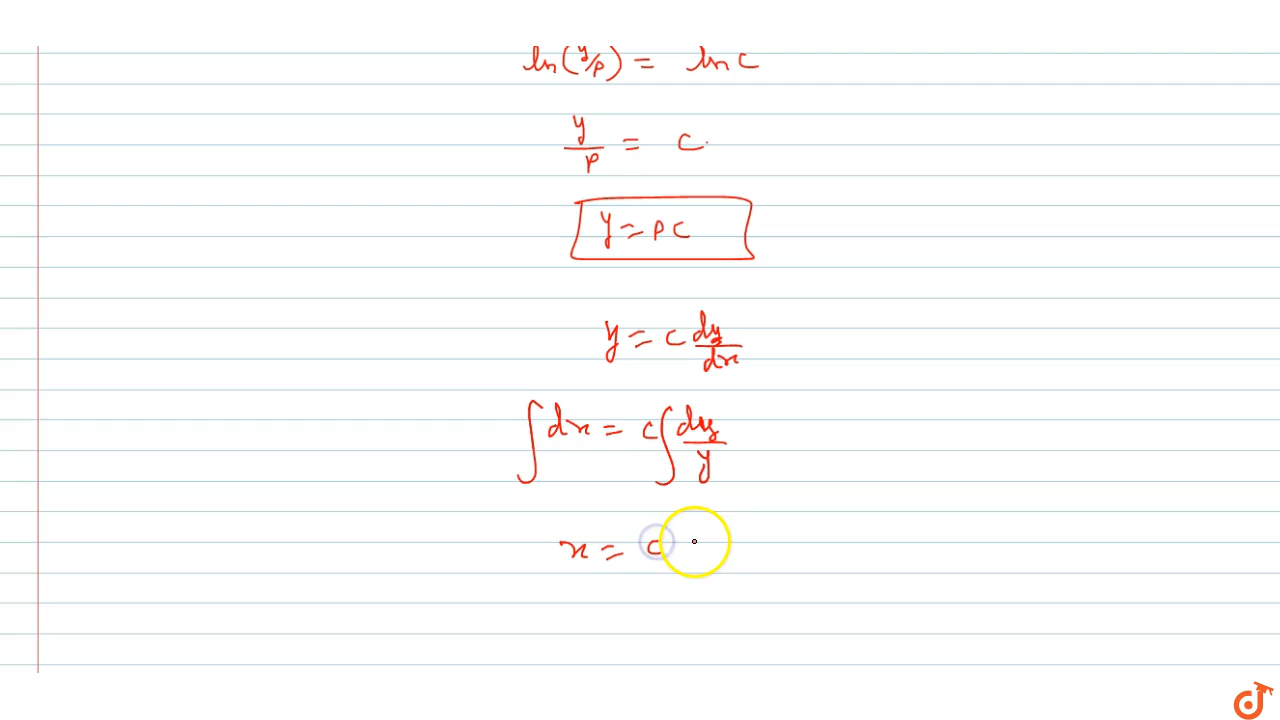 ln(y/p) = ln c
y/p = c.
y = pc
y = c dy/dx
∫dx = c∫dy/y
x = c